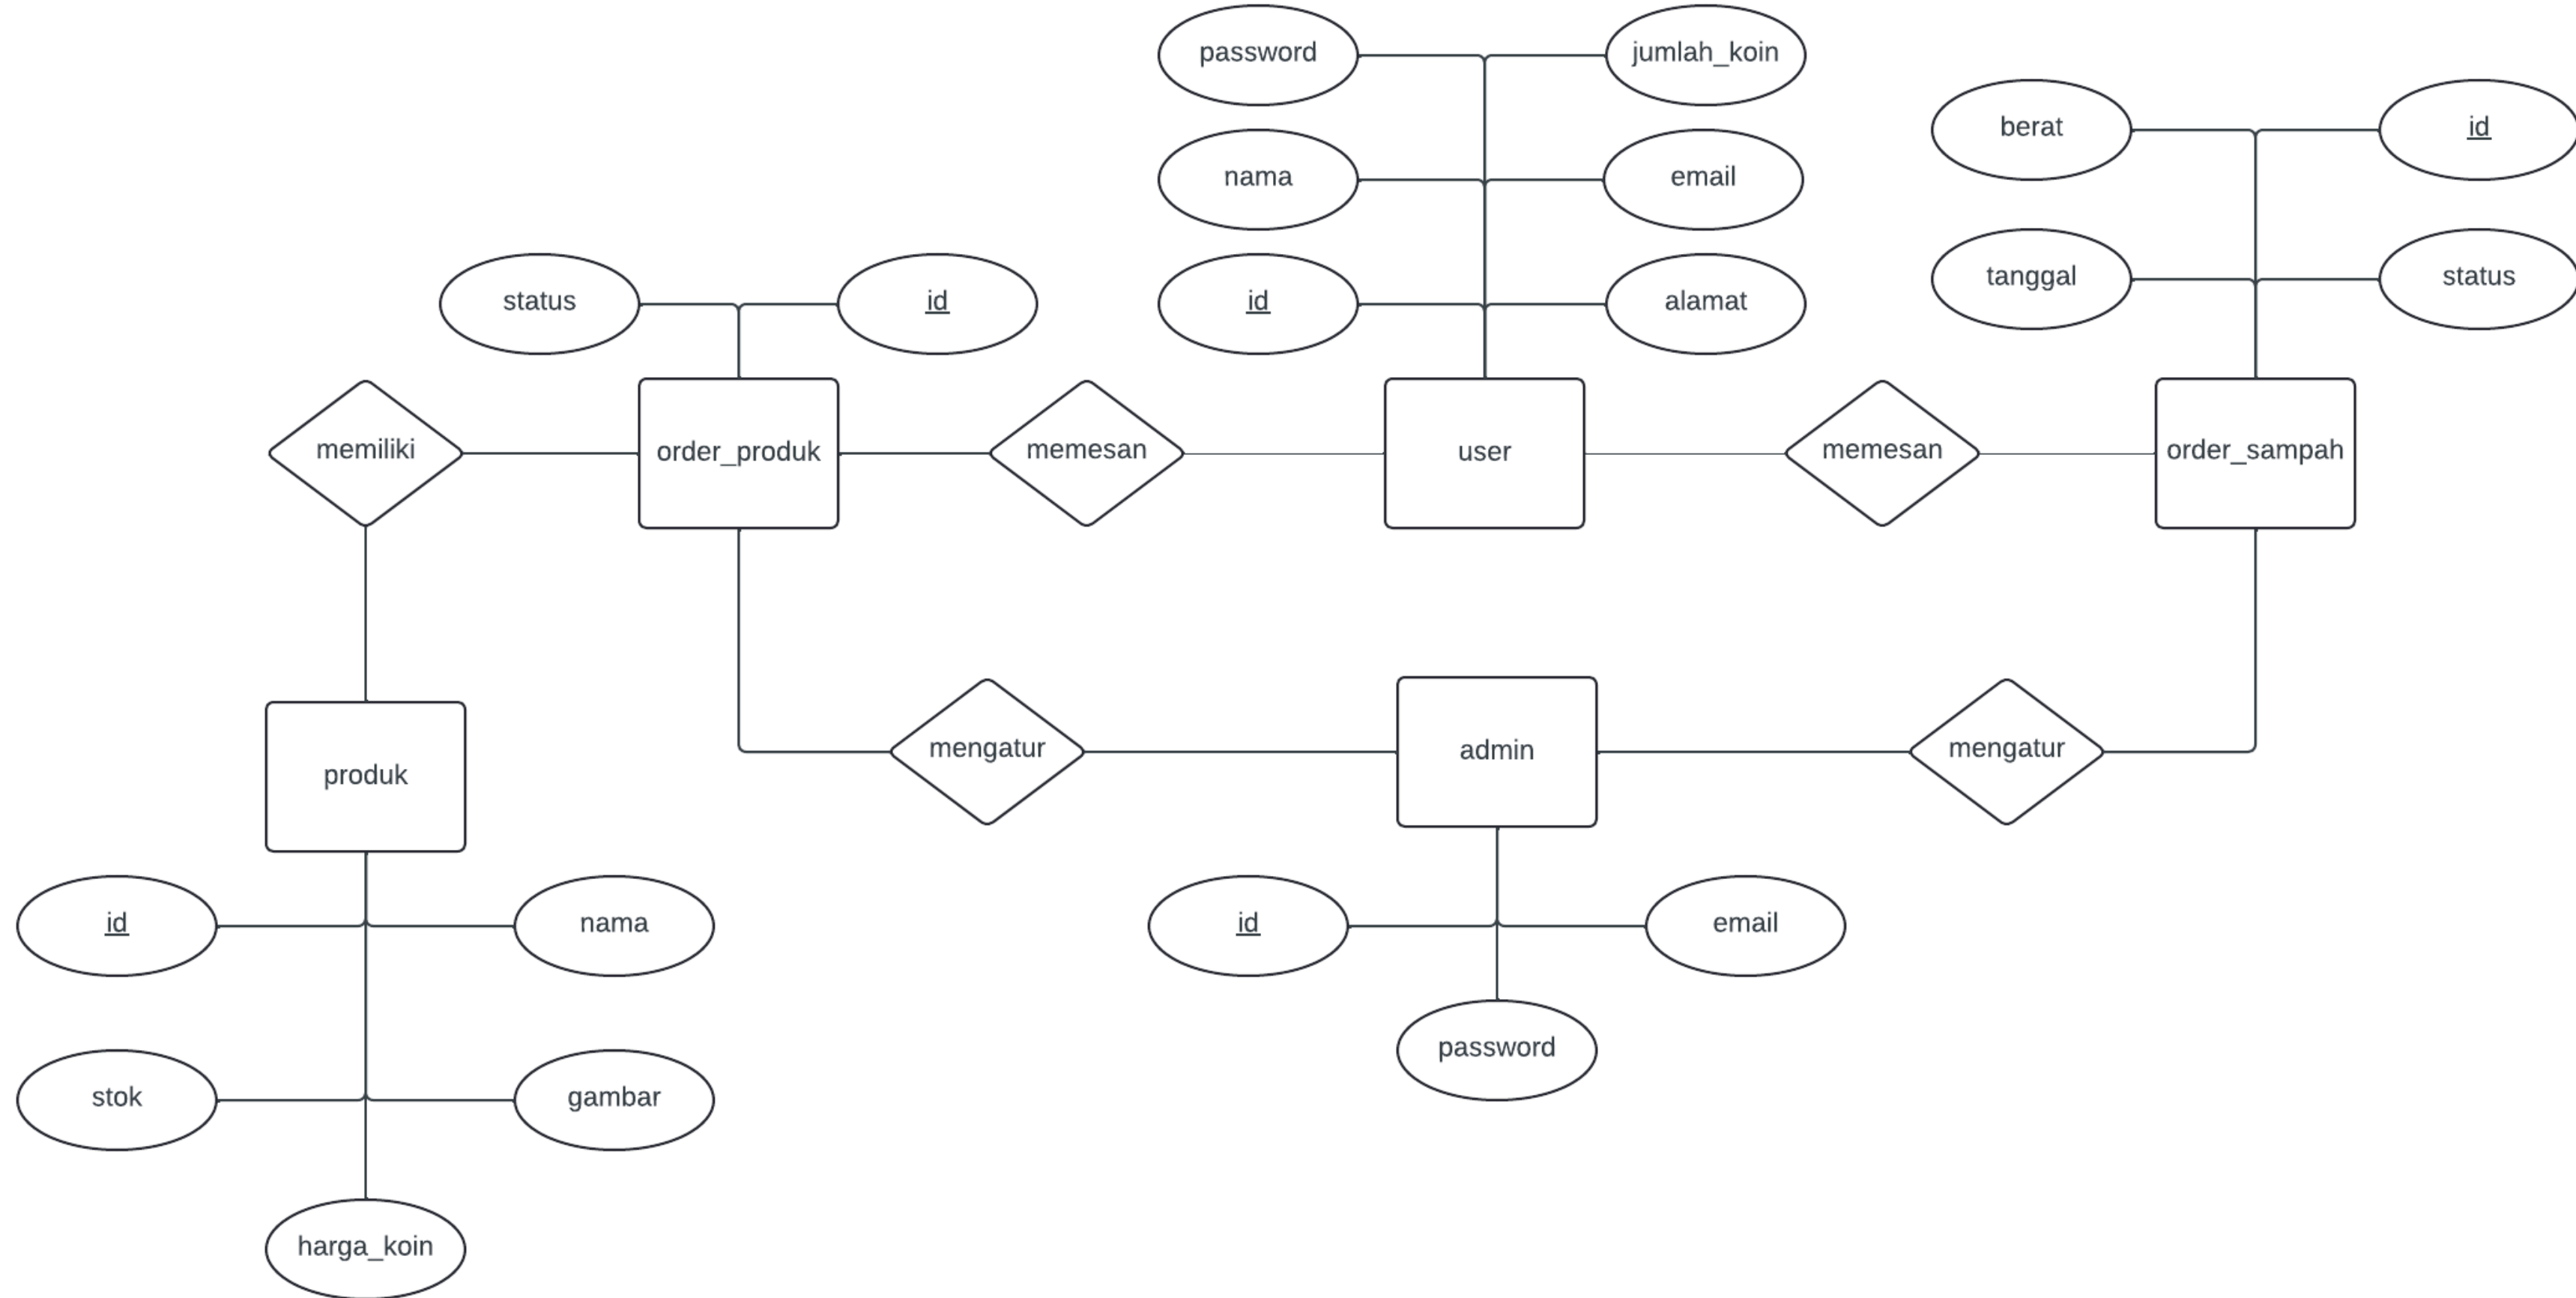 password
jumlah_koin
berat
id
nama
email
tanggal
status
status
id
id
alamat
memiliki
order_produk
memesan
user
memesan
order_sampah
produk
mengatur
admin
mengatur
id
nama
id
email
stok
gambar
password
harga_koin